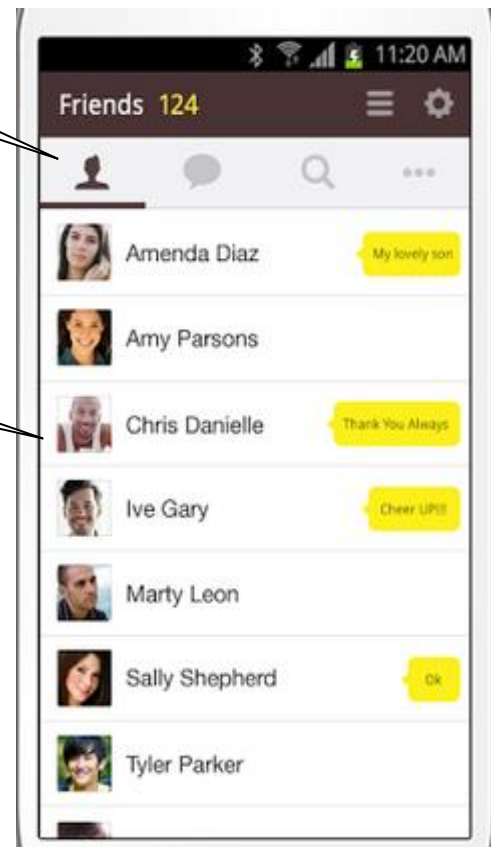 11:20 AM
Friends 124
Amenda Diaz
My lovely son
Amy Parsons
Chris Danielle
Thank You Always
Ive Gary
Cheer UP!!!
Marty Leon
Sally Shepherd
Ok
Tyler Parker